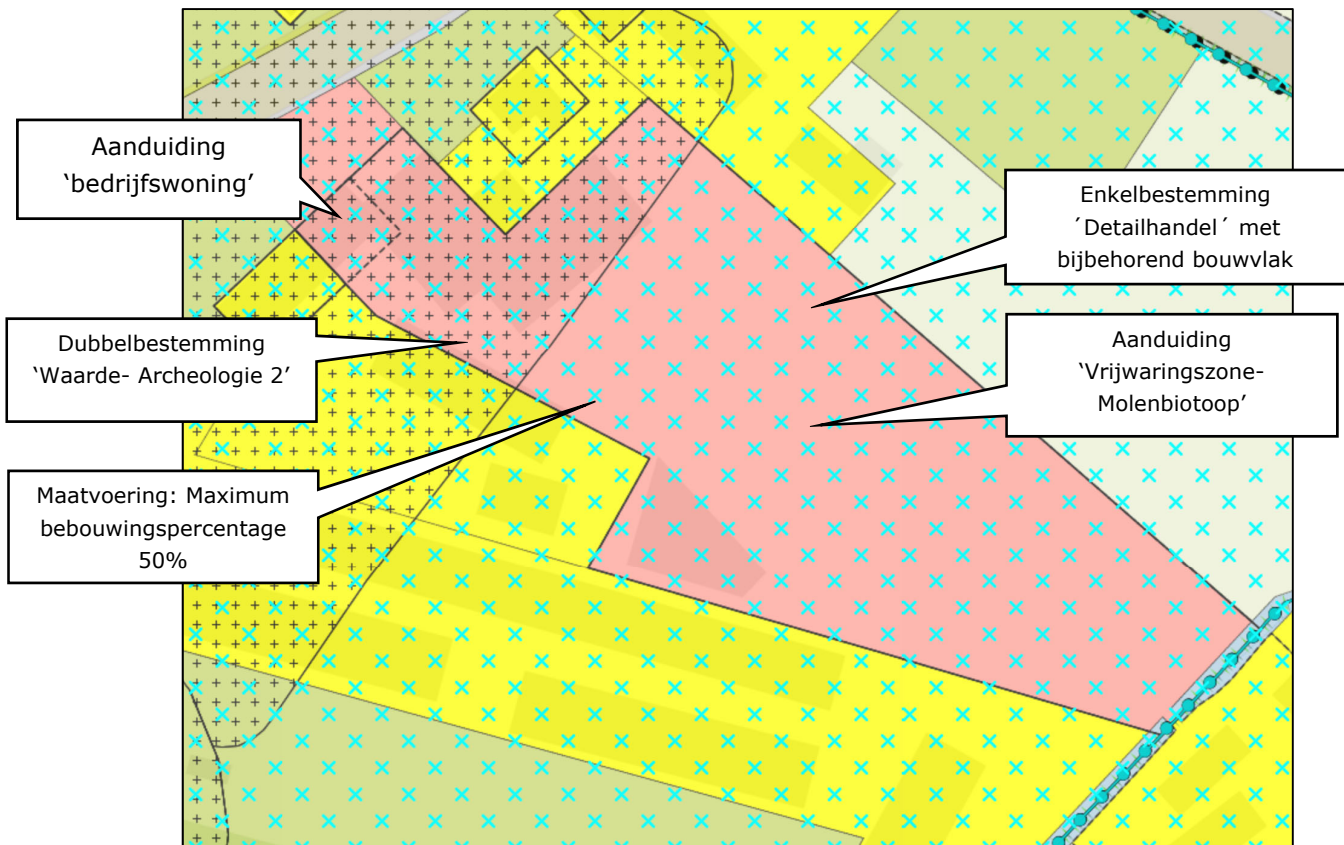 Aanduiding
‘bedrijfswoning’
Dubbelbestemming
‘Waarde- Archeologie 2’
Maatvoering: Maximum
bebouwingspercentage
50%
Enkelbestemming
´Detailhandel´ met
bijbehorend bouwvlak
Aanduiding
‘Vrijwaringszone-
Molenbiotoop’